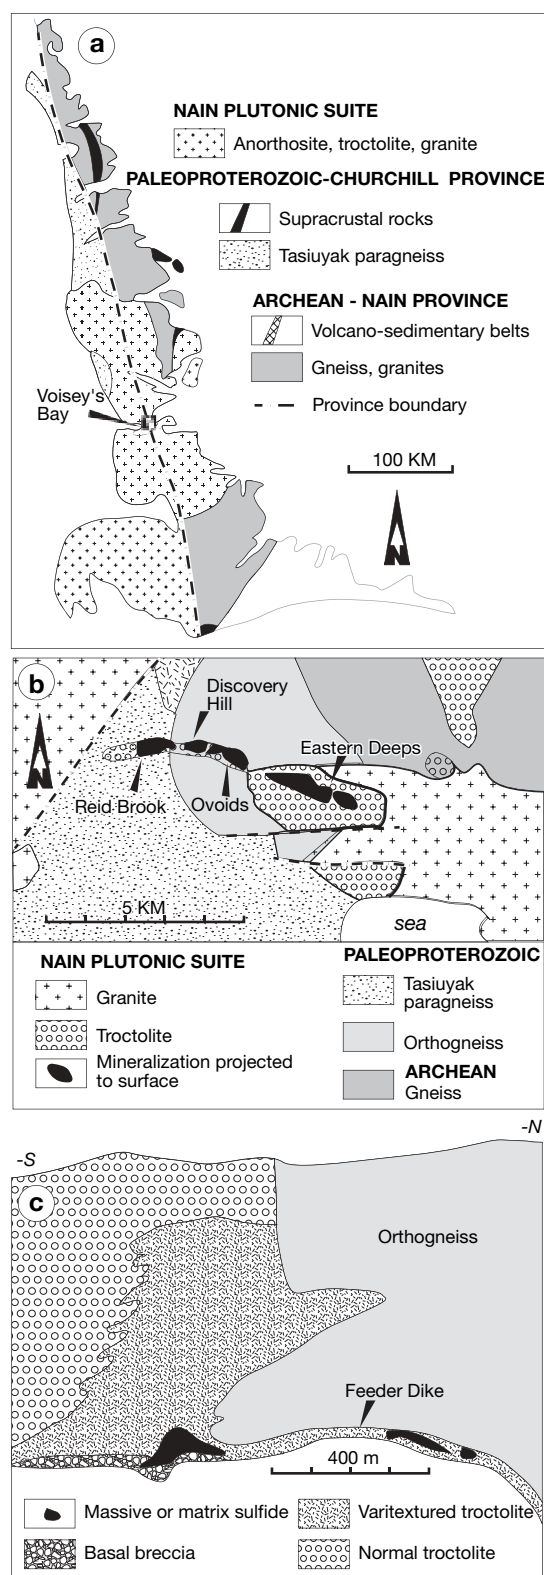 a
NAIN PLUTONIC SUITE
Anorthosite, troctolite, granite
PALEOPROTEROZOIC-CHURCHILL PROVINCE
Supracrustal rocks
Tasiuyak paragneiss
ARCHEAN - NAIN PROVINCE
Volcano-sedimentary belts
Gneiss, granites
Province boundary
Voisey's
Bay
100 KM
N
b
Discovery
Hill
Eastern Deeps
N
Reid Brook
Ovoids
5 KM
sea
NAIN PLUTONIC SUITE
Granite
Troctolite
Mineralization projected
to surface
PALEOPROTEROZOIC
Tasiuyak
paragneiss
Orthogneiss
ARCHEAN
Gneiss
-S
-N
c
Orthogneiss
Feeder Dike
400 m
Massive or matrix sulfide
Varitextured troctolite
Basal breccia
Normal troctolite